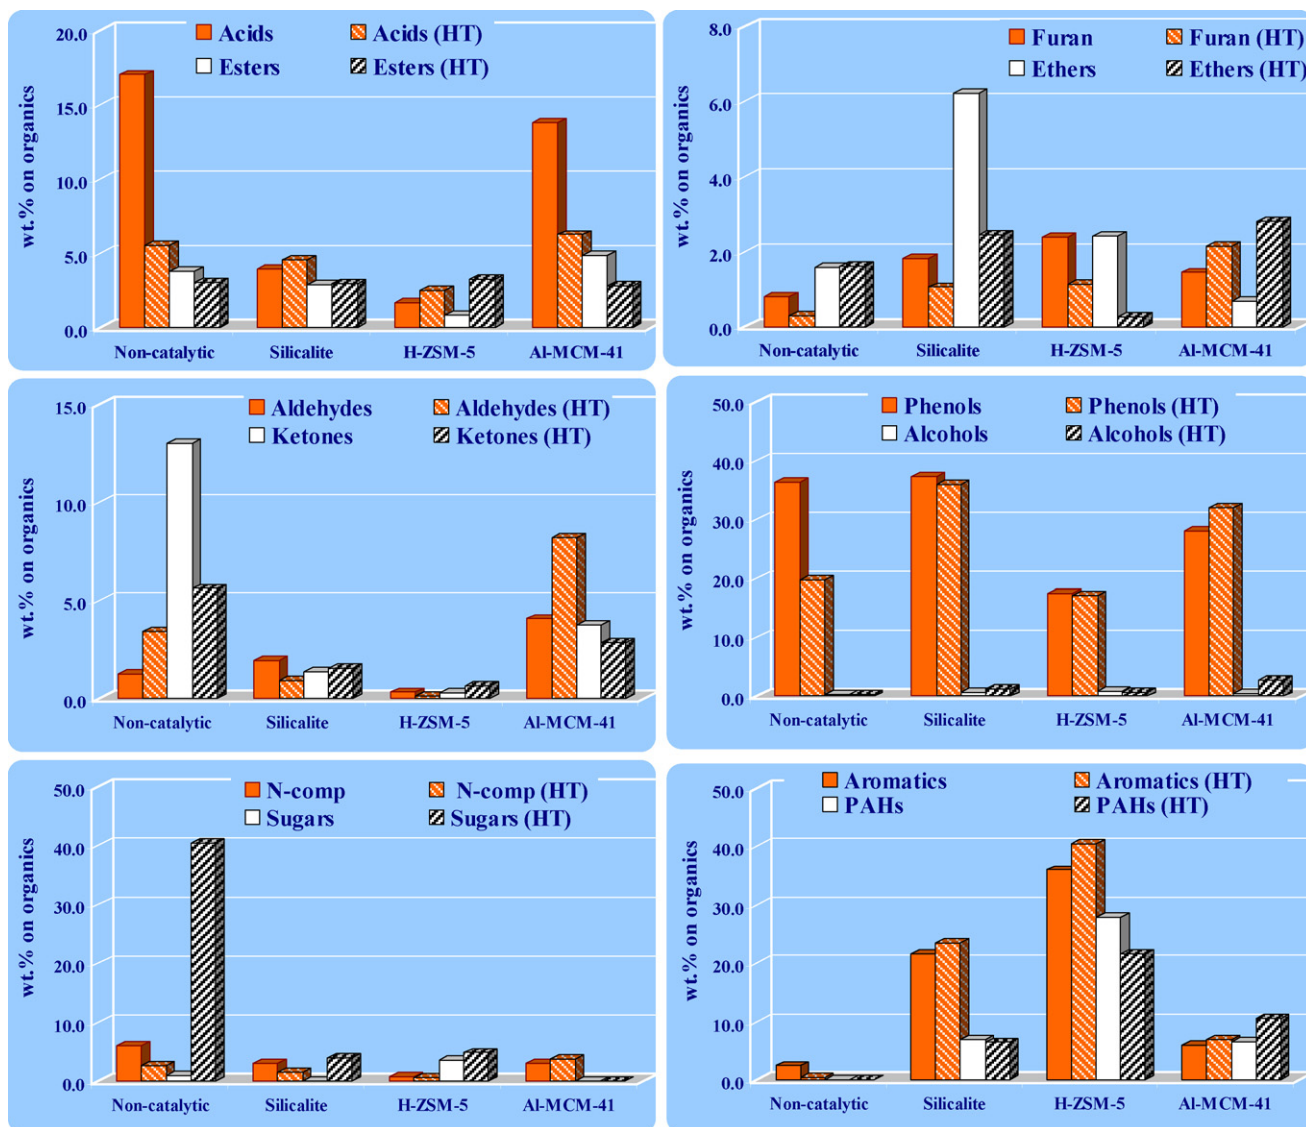 Acids Acids (HT)
Esters Esters (HT)
wt.% on organics
20.0
15.0
10.0
5.0
0.0
Non-catalytic Silicalite H-ZSM-5 Al-MCM-41
Furan Furan (HT)
Ethers Ethers (HT)
wt.% on organics
8.0
6.0
4.0
2.0
0.0
Non-catalytic Silicalite H-ZSM-5 Al-MCM-41
Aldehydes Aldehydes (HT)
Ketones Ketones (HT)
wt.% on organics
15.0
10.0
5.0
0.0
Non-catalytic Silicalite H-ZSM-5 Al-MCM-41
Phenols Phenols (HT)
Alcohols Alcohols (HT)
wt.% on organics
50.0
40.0
30.0
20.0
10.0
0.0
Non-catalytic Silicalite H-ZSM-5 Al-MCM-41
N-comp N-comp (HT)
Sugars Sugars (HT)
wt.% on organics
50.0
40.0
30.0
20.0
10.0
0.0
Non-catalytic Silicalite H-ZSM-5 Al-MCM-41
Aromatics Aromatics (HT)
PAHs PAHs (HT)
wt.% on organics
50.0
40.0
30.0
20.0
10.0
0.0
Non-catalytic Silicalite H-ZSM-5 Al-MCM-41